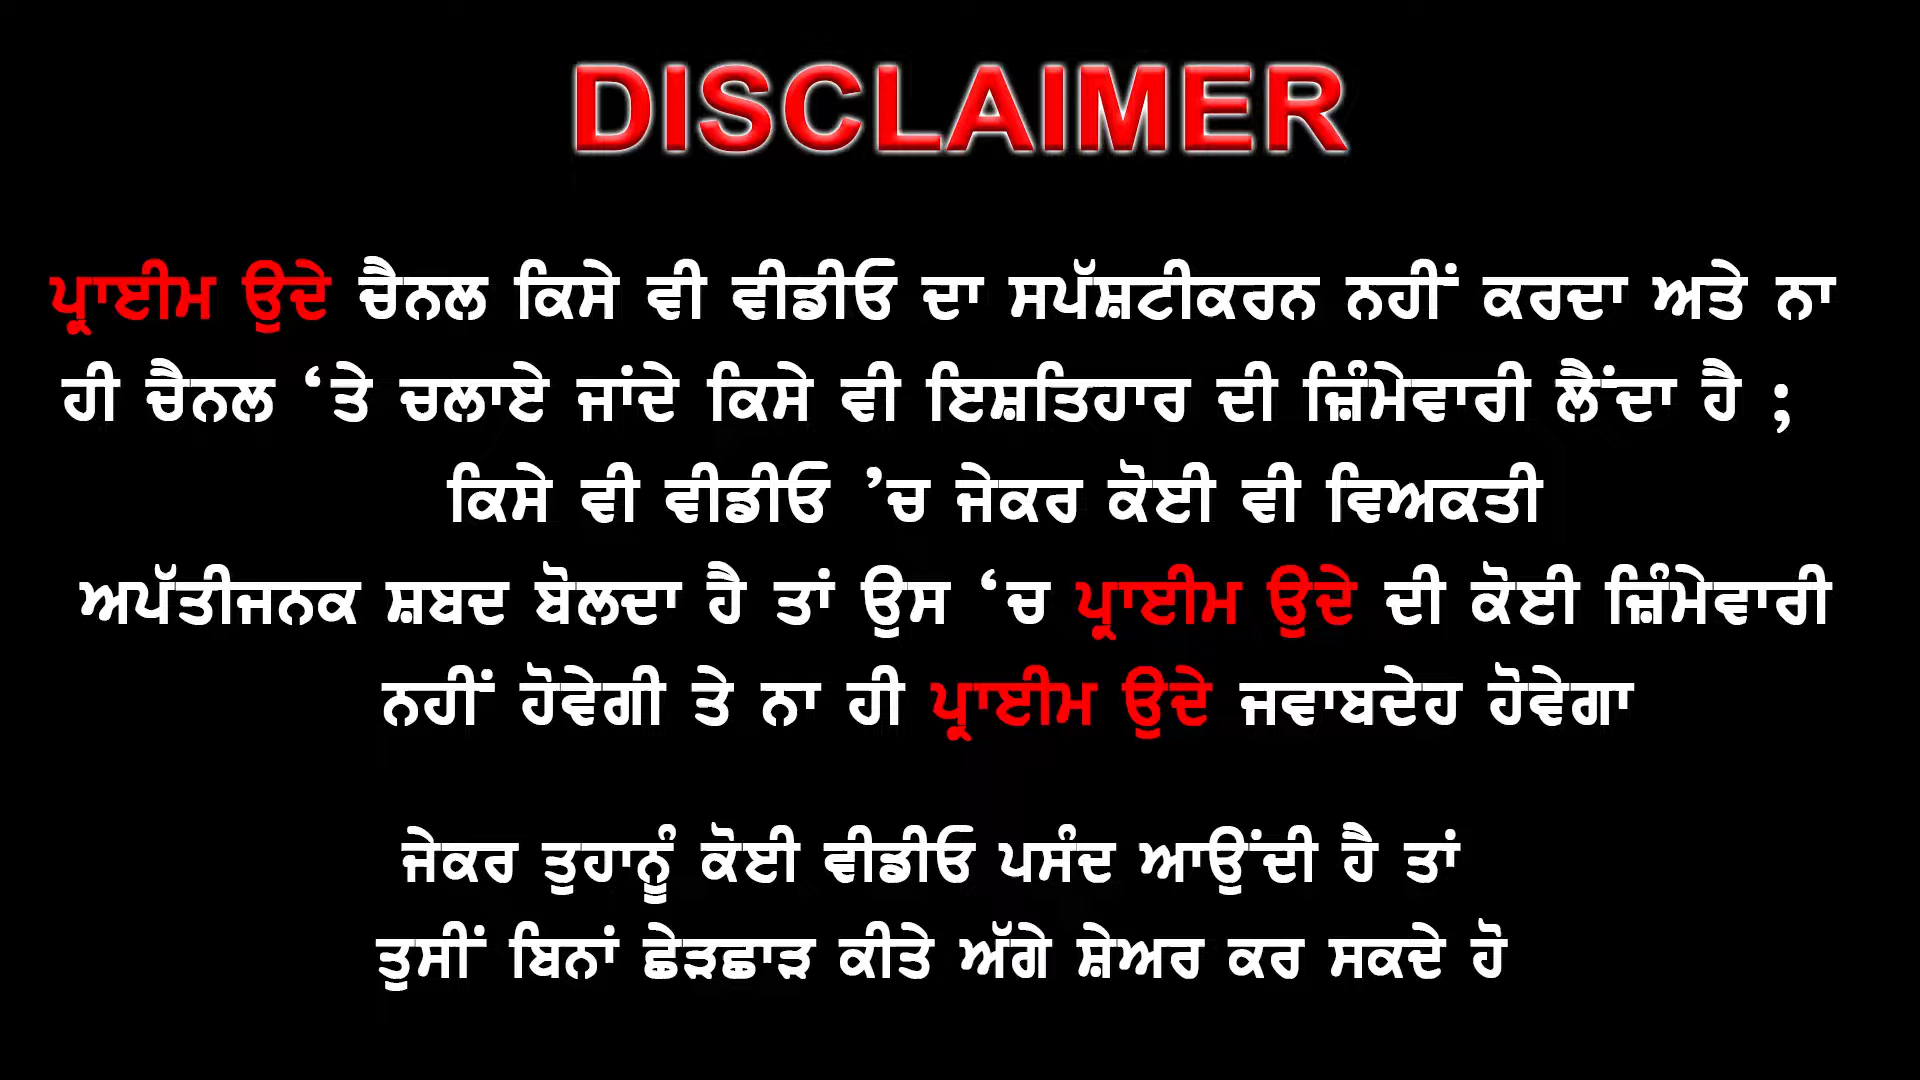 DISCLAIMER
ਪ੍ਰਾਈਮ ਉਦੇ ਚੈਨਲ ਕਿਸੇ ਵੀ ਵੀਡੀਓ ਦਾ ਸਪੱਸ਼ਟੀਕਰਨ ਨਹੀਂ ਕਰਦਾ ਅਤੇ ਨਾ
ਹੀ ਚੈਨਲ ‘ਤੇ ਚਲਾਏ ਜਾਂਦੇ ਕਿਸੇ ਵੀ ਇਸ਼ਤਿਹਾਰ ਦੀ ਜ਼ਿੰਮੇਵਾਰੀ ਲੈਂਦਾ ਹੈ ;
ਕਿਸੇ ਵੀ ਵੀਡੀਓ ’ਚ ਜੇਕਰ ਕੋਈ ਵੀ ਵਿਅਕਤੀ
ਅਪੱਤੀਜਨਕ ਸ਼ਬਦ ਬੋਲਦਾ ਹੈ ਤਾਂ ਉਸ ‘ਚ ਪ੍ਰਾਈਮ ਉਦੇ ਦੀ ਕੋਈ ਜ਼ਿੰਮੇਵਾਰੀ
ਨਹੀਂ ਹੋਵੇਗੀ ਤੇ ਨਾ ਹੀ ਪ੍ਰਾਈਮ ਉਦੇ ਜਵਾਬਦੇਹ ਹੋਵੇਗਾ
ਜੇਕਰ ਤੁਹਾਨੂੰ ਕੋਈ ਵੀਡੀਓ ਪਸੰਦ ਆਉਂਦੀ ਹੈ ਤਾਂ
ਤੁਸੀਂ ਬਿਨਾਂ ਛੇੜਛਾੜ ਕੀਤੇ ਅੱਗੇ ਸ਼ੇਅਰ ਕਰ ਸਕਦੇ ਹੋ